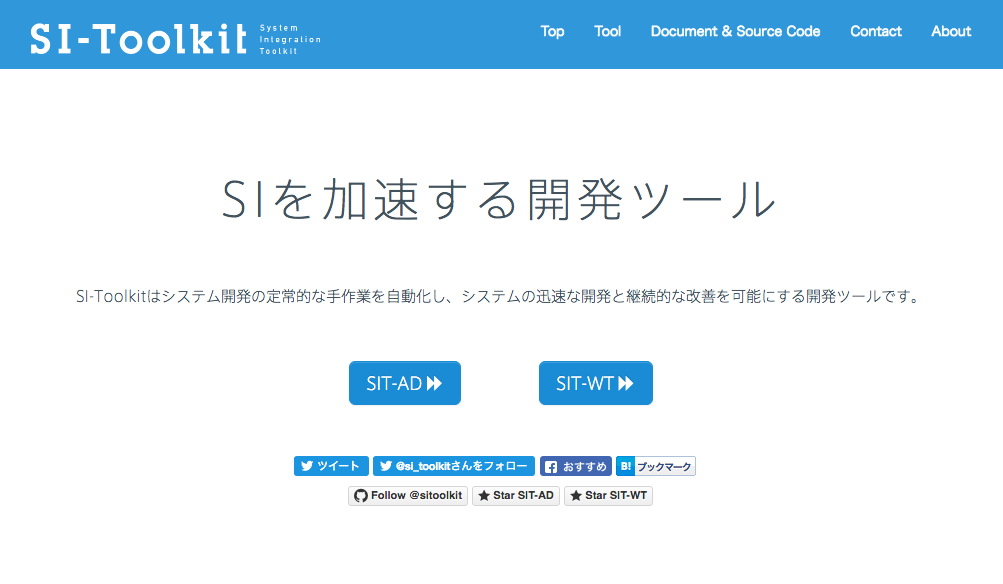 SI-Toolkit
System
Integration
Toolkit
Top Tool Document & Source Code Contact About
SIを加速する開発ツール
SI-Toolkitはシステム開発の定常的な手作業を自動化し、システムの迅速な開発と継続的な改善を可能にする開発ツールです。
SIT-AD SIT-WT
ツイート @si_toolkitさんをフォロー おすすめ B! ブックマーク
Follow @sitoolkit Star SIT-AD Star SIT-WT